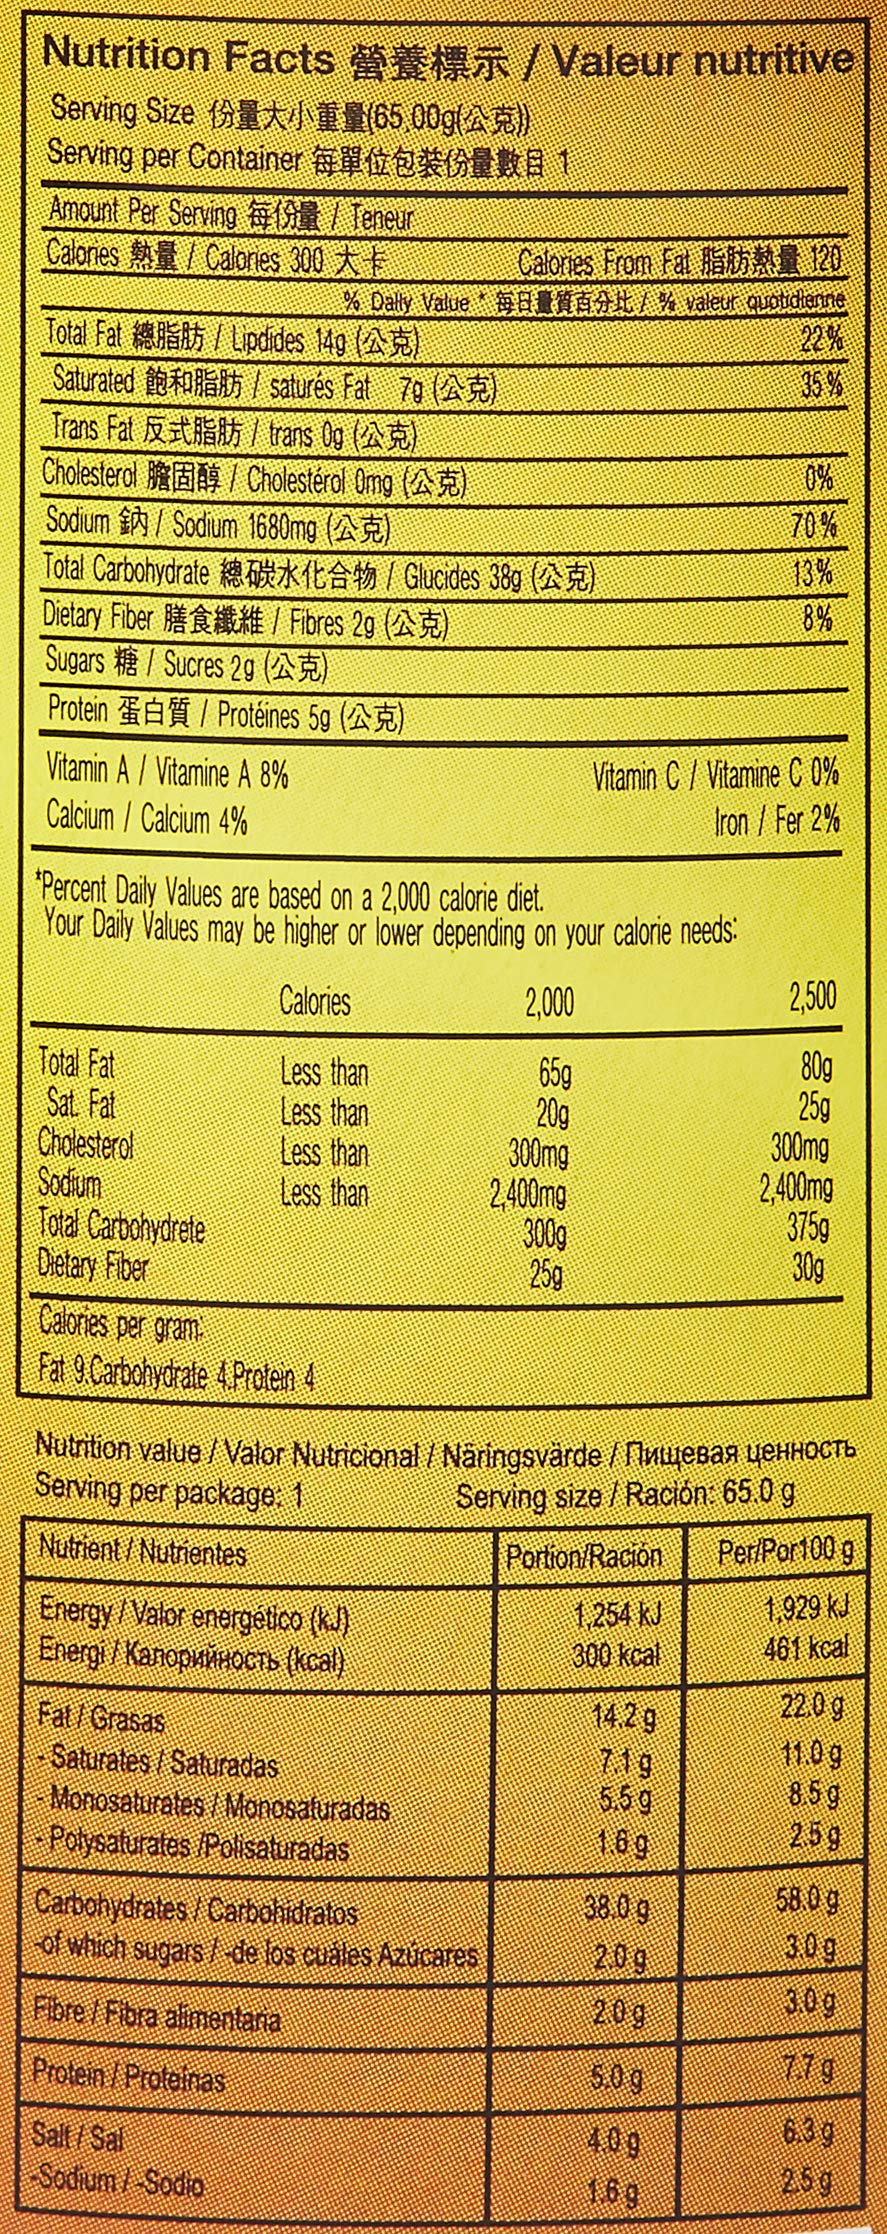 Nutrition Facts 營養標示 / Valeur nutritive
Serving Size 份量大小重量(65,00g(公克))
Serving per Container 每單位包裝份量數目 1
Amount Per Serving 每份量 / Teneur
Calories 熱量 / Calories 300 大卡 Calories From Fat 脂肪熱量 120
% Daily Value * 每日量質百分比 / % valeur quotidienne
Total Fat 總脂肪 / Lipdides 14g (公克) 22%
Saturated 飽和脂肪 / saturés Fat 7g (公克) 35%
Trans Fat 反式脂肪 / trans 0g (公克)
Cholesterol 膽固醇 / Cholestérol 0mg (公克) 0%
Sodium 鈉 / Sodium 1680mg (公克) 70%
Total Carbohydrate 總碳水化合物 / Glucides 38g (公克) 13%
Dietary Fiber 膳食纖維 / Fibres 2g (公克) 8%
Sugars 糖 / Sucres 2g (公克)
Protein 蛋白質 / Protéines 5g (公克)
Vitamin A / Vitamine A 8% Vitamin C / Vitamine C 0%
Calcium / Calcium 4% Iron / Fer 2%
*Percent Daily Values are based on a 2,000 calorie diet.
Your Daily Values may be higher or lower depending on your calorie needs:
Calories 2,000 2,500
Total Fat Less than 65g 80g
Sat. Fat Less than 20g 25g
Cholesterol Less than 300mg 300mg
Sodium Less than 2,400mg 2,400mg
Total Carbohydrete 300g 375g
Dietary Fiber 25g 30g
Calories per gram.
Fat 9.Carbohydrate 4.Protein 4
Nutrition value / Valor Nutricional / Näringsvärde / Пищевая ценность
Serving per package: 1 Serving size / Ración: 65.0 g
Nutrient / Nutrientes Portion/Ración Per/Por100 g
Energy / Valor energético (kJ) 1,254 kJ 1,929 kJ
Energi / Калорийность (kcal) 300 kcal 461 kcal
Fat / Grasas 14.2 g 22.0 g
- Saturates / Saturadas 7.1 g 11.0 g
- Monosaturates / Monosaturadas 5.5 g 8.5 g
- Polysaturates /Polisaturadas 1.6 g 2.5 g
Carbohydrates / Carbohidratos 38.0 g 58.0 g
-of which sugars / -de los cuáles Azúcares 2.0 g 3.0 g
Fibre / Fibra alimentaria 2.0 g 3.0 g
Protein / Proteínas 5.0 g 7.7 g
Salt / Sal 4.0 g 6.3 g
-Sodium / -Sodio 1.6 g 2.5 g